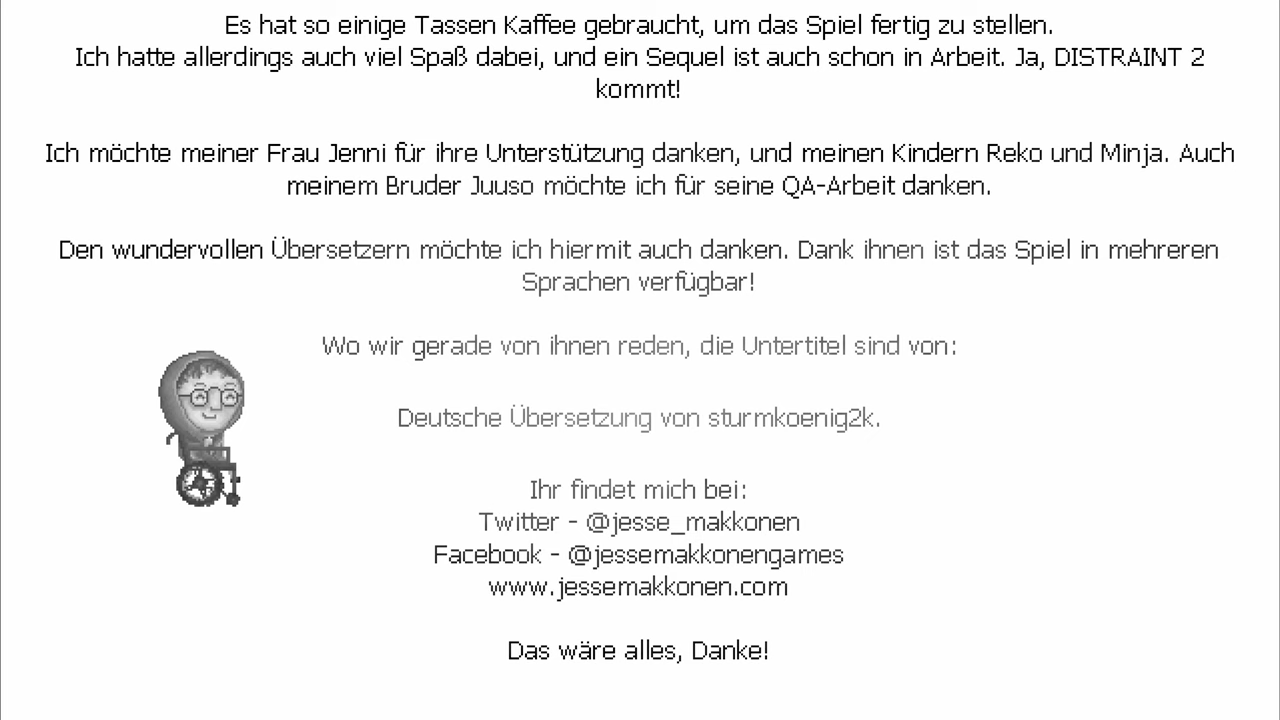 Es hat so einige Tassen Kaffee gebraucht, um das Spiel fertig zu stellen.
Ich hatte allerdings auch viel Spaß dabei, und ein Sequel ist auch schon in Arbeit. Ja, DISTRAINT 2
kommt!
Ich möchte meiner Frau Jenni für ihre Unterstützung danken, und meinen Kindern Reko und Minja. Auch
meinem Bruder Juuso möchte ich für seine QA-Arbeit danken.
Den wundervollen Übersetzern möchte ich hiermit auch danken. Dank ihnen ist das Spiel in mehreren
Sprachen verfügbar!
Wo wir gerade von ihnen reden, die Untertitel sind von:
Deutsche Übersetzung von sturmkoenig2k.
Ihr findet mich bei:
Twitter - @jesse_makkonen
Facebook - @jessemakkonengames
www.jessemakkonen.com
Das wäre alles, Danke!